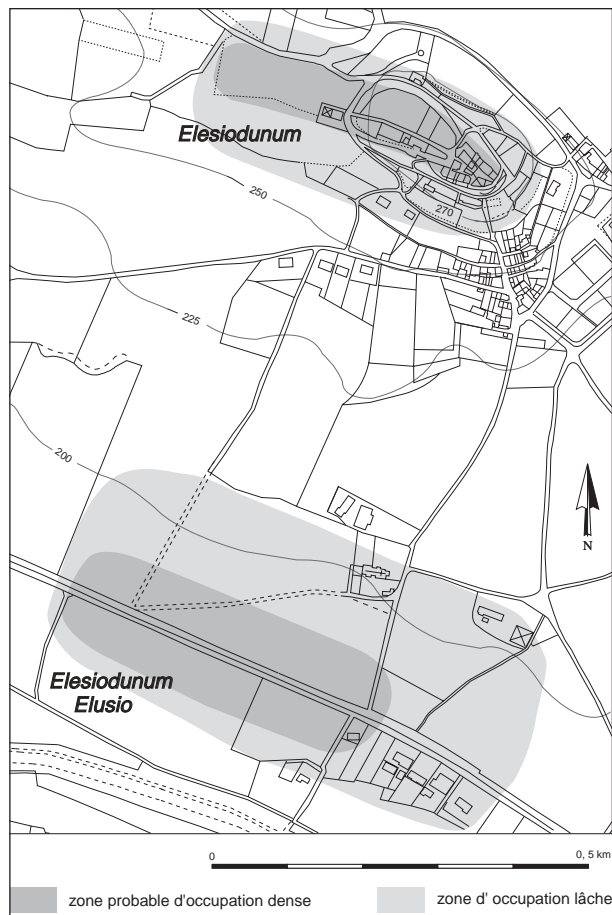 Elesiodunum
250
270
225
200
N
Elesiodunum
Elusio
0 0, 5 km
zone probable d'occupation dense zone d' occupation lâche